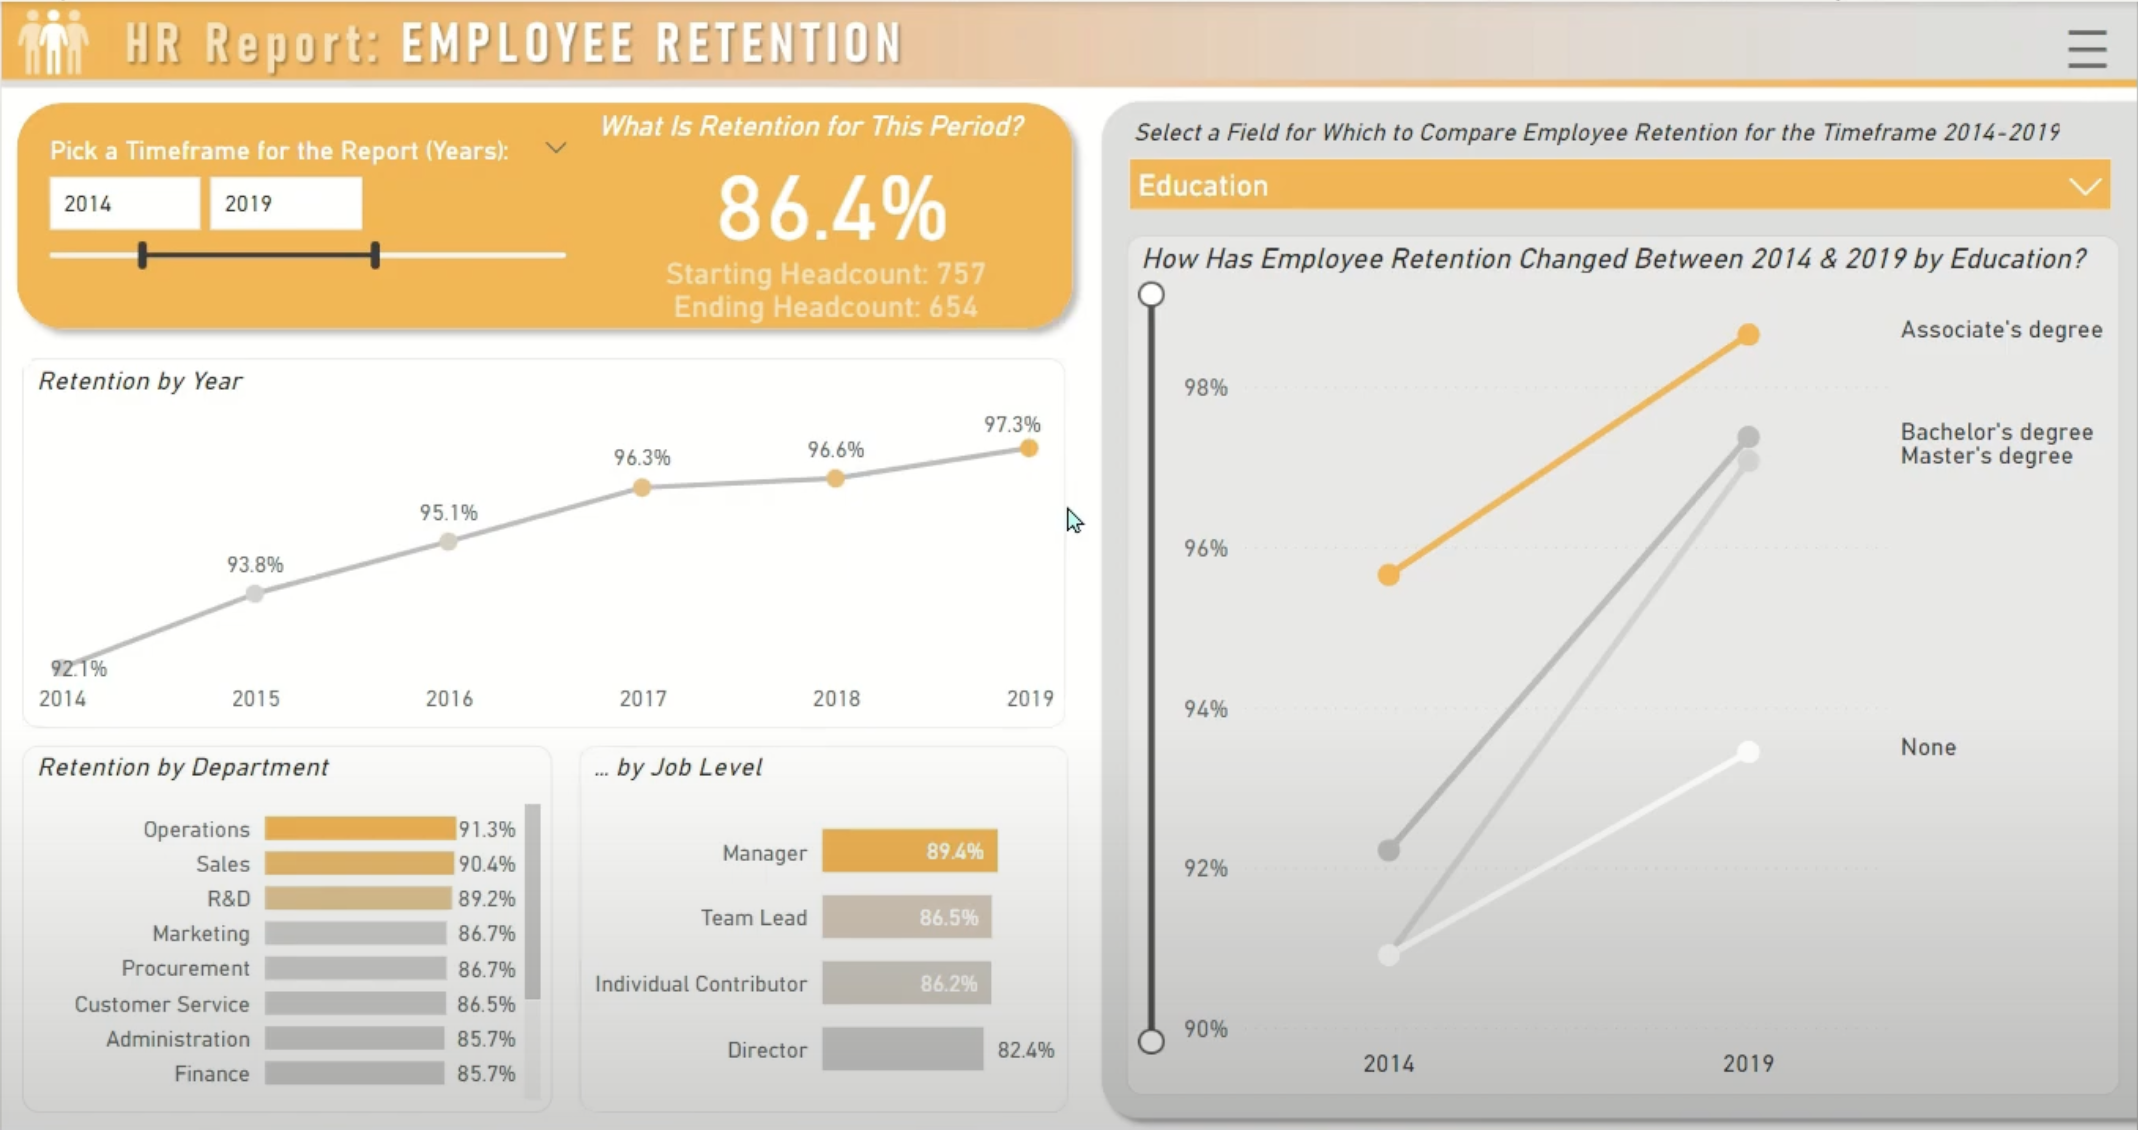 HR Report: EMPLOYEE RETENTION
Pick a Timeframe for the Report (Years):
2014
2019
What Is Retention for This Period?
86.4%
Starting Headcount: 757
Ending Headcount: 654
Retention by Year
92.1%
93.8%
95.1%
96.3%
96.6%
97.3%
2014
2015
2016
2017
2018
2019
Retention by Department
Operations 91.3%
Sales 90.4%
R&D 89.2%
Marketing 86.7%
Procurement 86.7%
Customer Service 86.5%
Administration 85.7%
Finance 85.7%
... by Job Level
Manager 89.4%
Team Lead 86.5%
Individual Contributor 86.2%
Director 82.4%
Select a Field for Which to Compare Employee Retention for the Timeframe 2014-2019
Education
How Has Employee Retention Changed Between 2014 & 2019 by Education?
98%
96%
94%
92%
90%
Associate's degree
Bachelor's degree
Master's degree
None
2014
2019